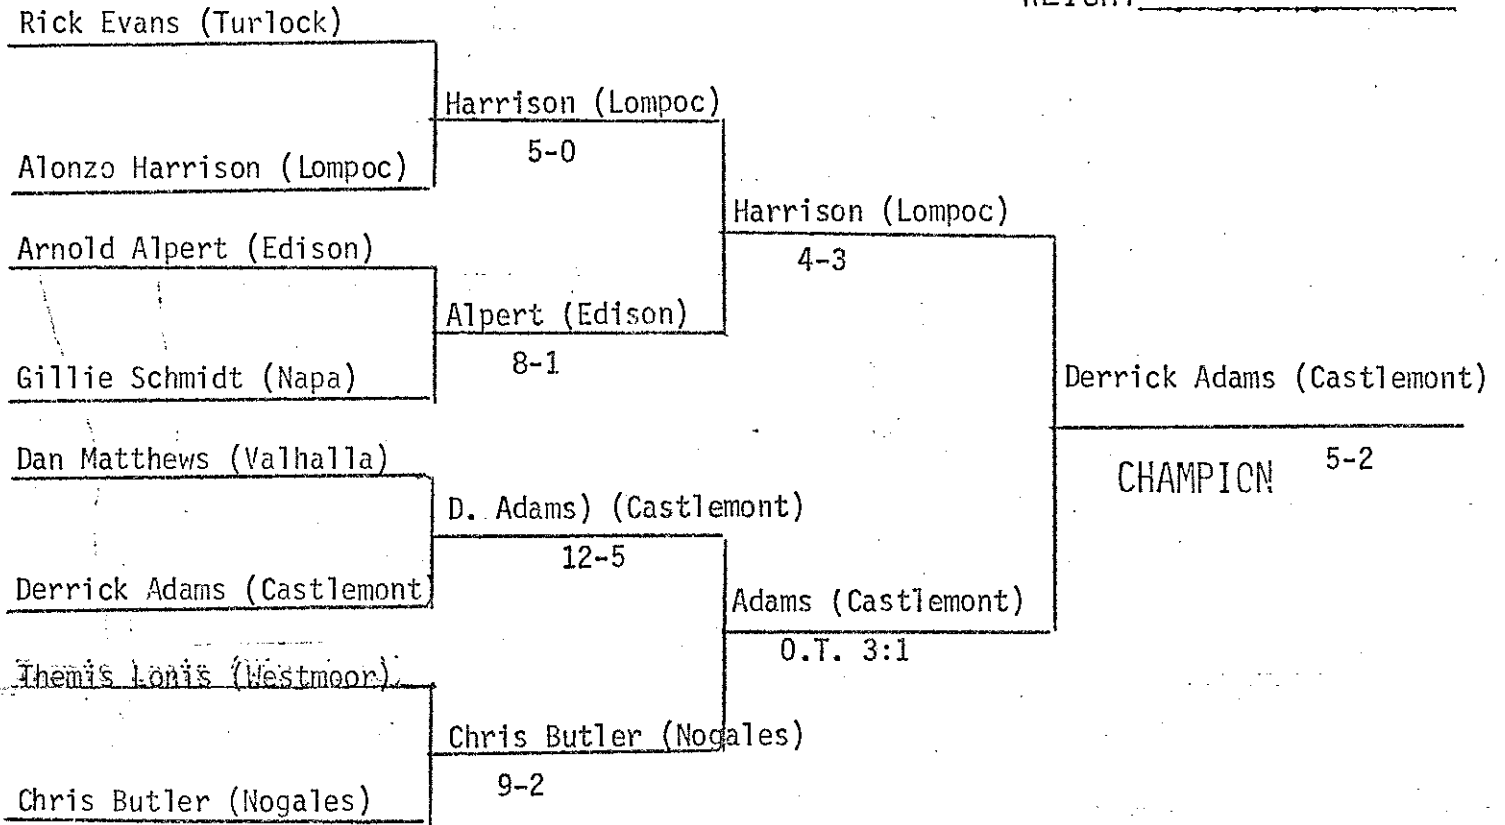 Rick Evans (Turlock)
Harrison (Lompoc)
5-0
Alonzo Harrison (Lompoc)
Harrison (Lompoc)
4-3
Arnold Alpert (Edison)
Alpert (Edison)
8-1
Gillie Schmidt (Napa)
Derrick Adams (Castlemont)
CHAMPION 5-2
Dan Matthews (Valhalla)
D. Adams) (Castlemont)
12-5
Derrick Adams (Castlemont)
Adams (Castlemont)
O.T. 3:1
Themis Lonis (Westmoor)
Chris Butler (Nogales)
9-2
Chris Butler (Nogales)